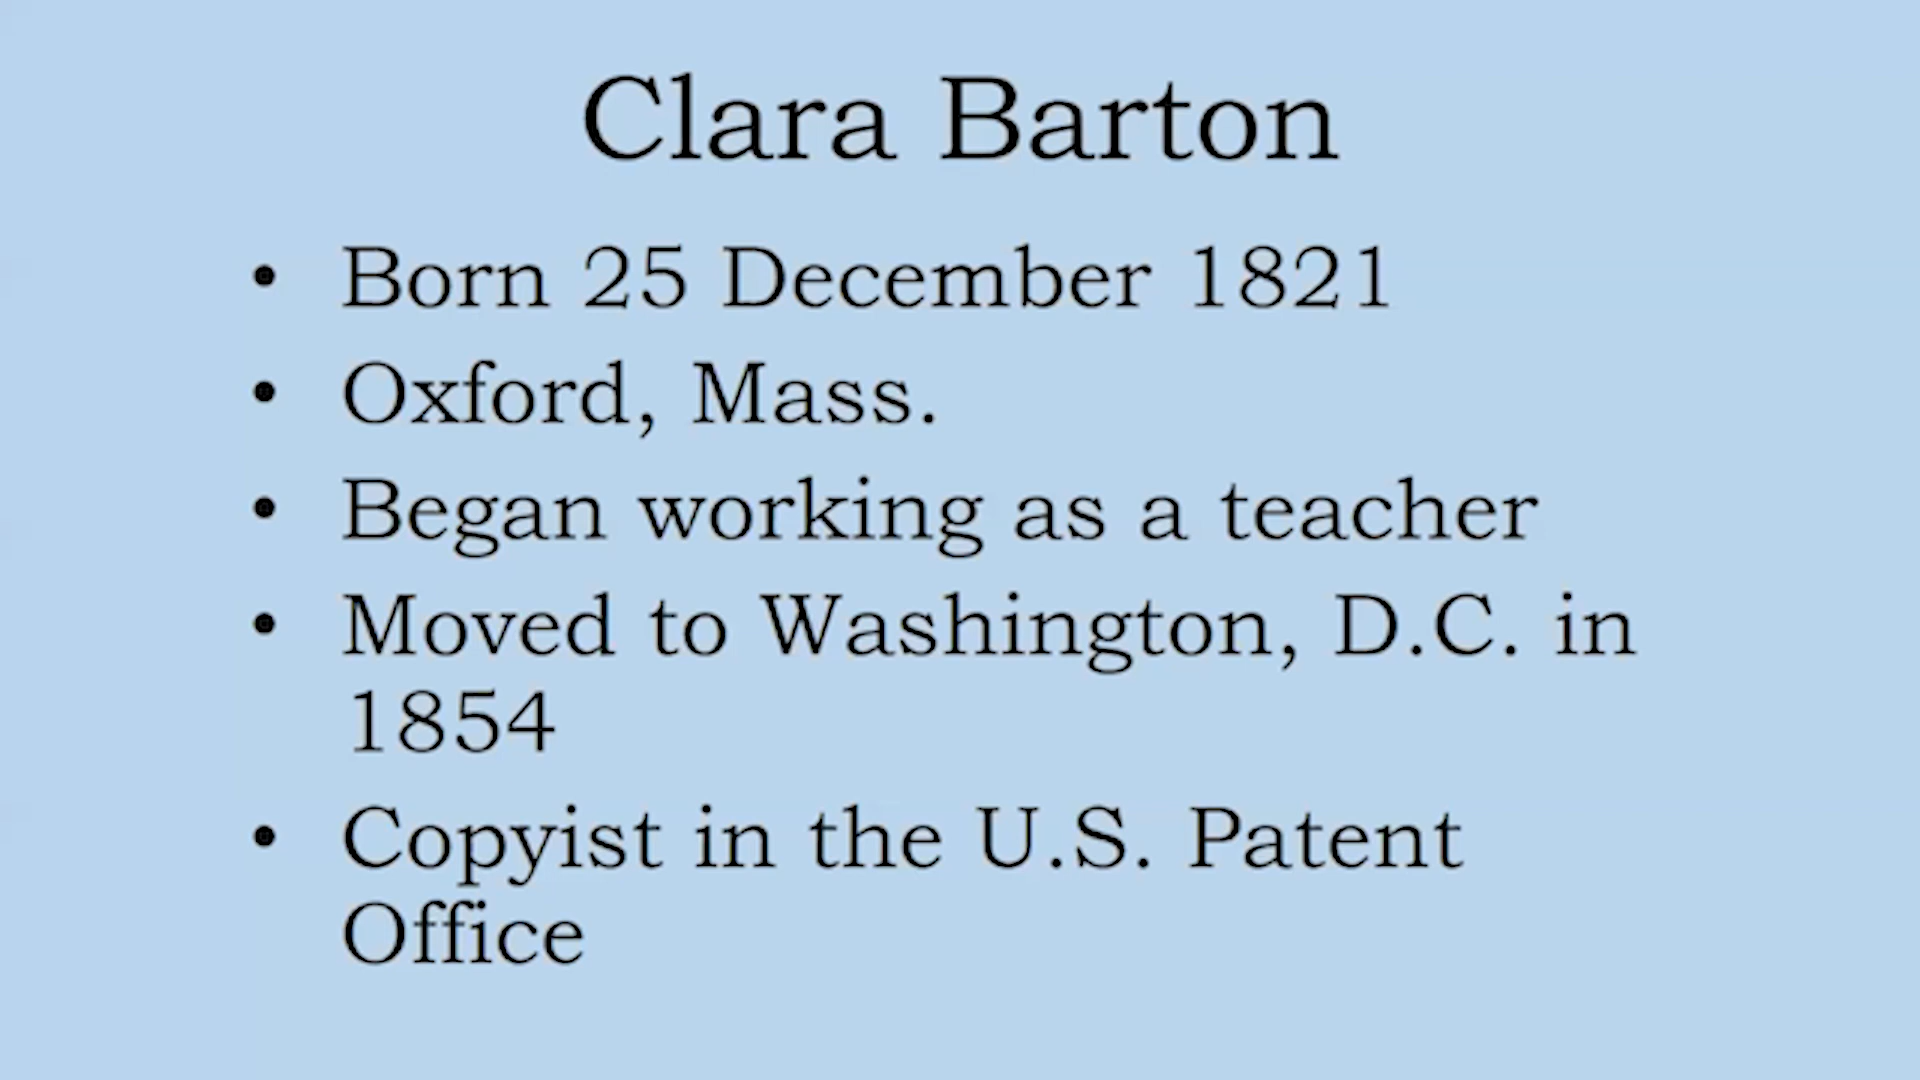 Clara Barton
• Born 25 December 1821
• Oxford, Mass.
• Began working as a teacher
• Moved to Washington, D.C. in
1854
• Copyist in the U.S. Patent
Office